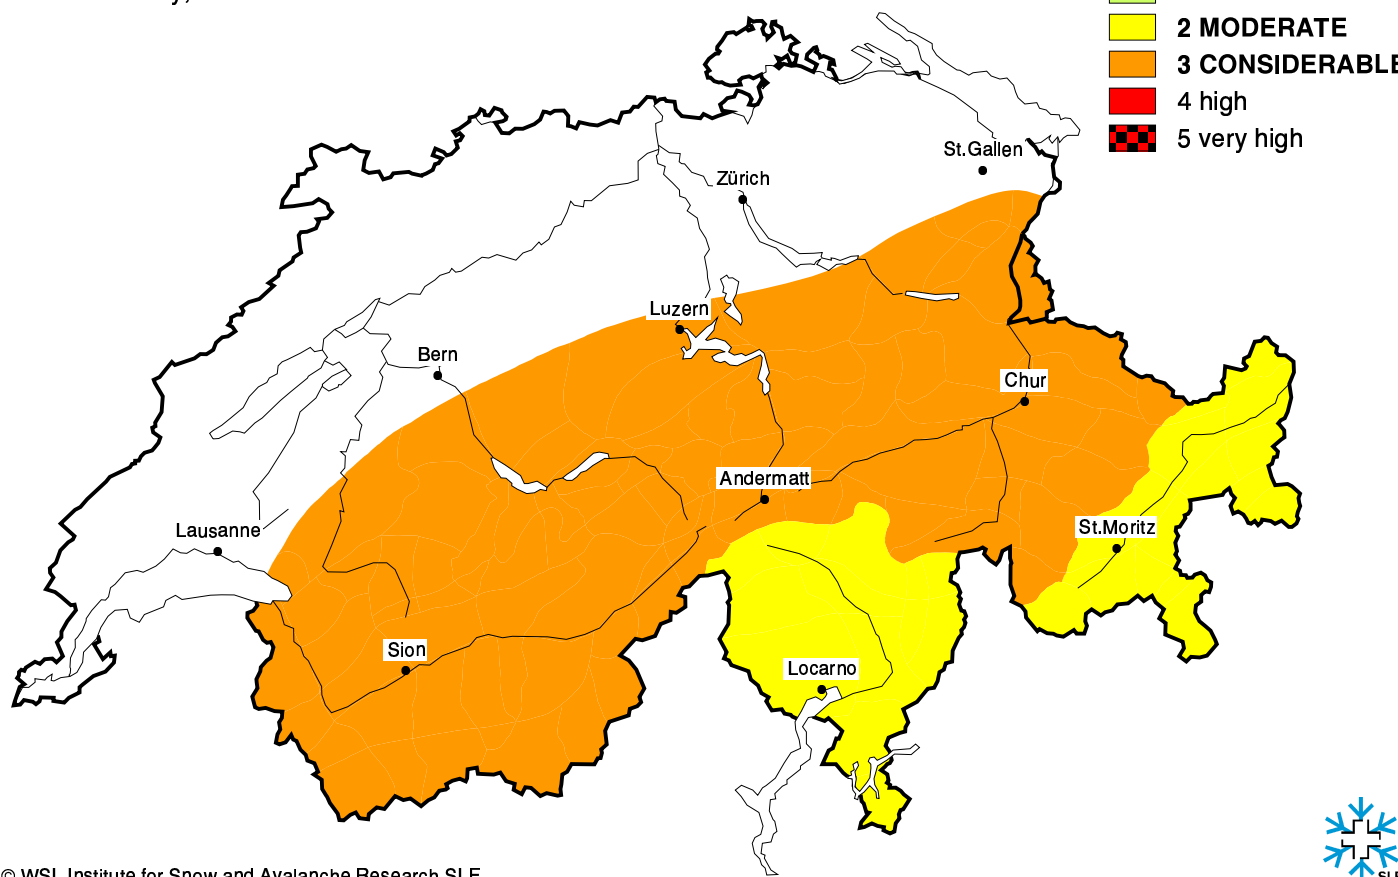 2 MODERATE
3 CONSIDERABLE
4 high
5 very high
St.Gallen
Zürich
Luzern
Bern
Chur
Andermatt
St.Moritz
Lausanne
Sion
Locarno
© WSL Institute for Snow and Avalanche Research SLF
SLF